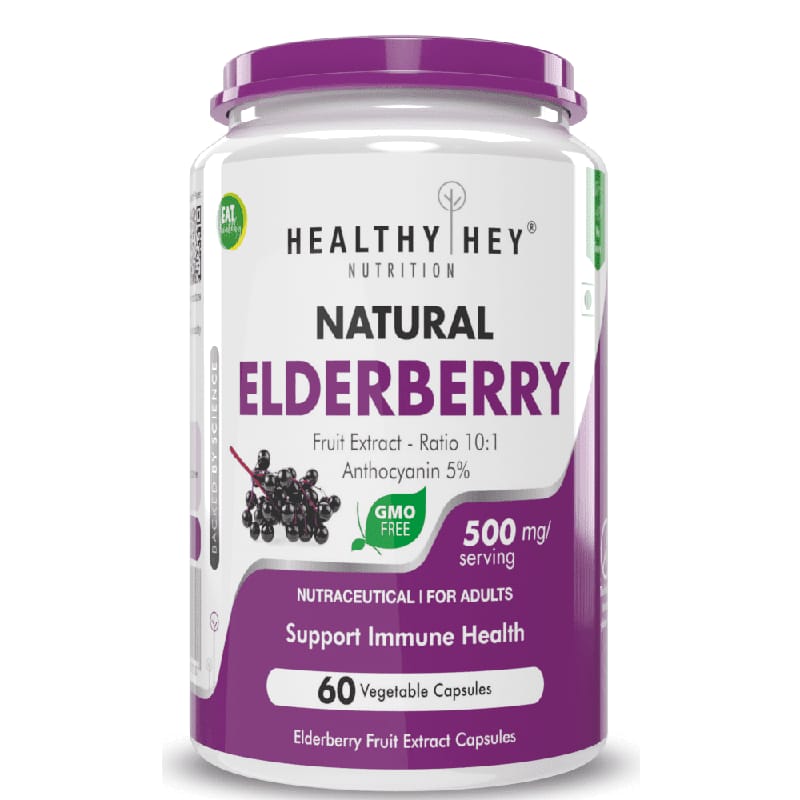 EAT
HEALTHY HEY®
NUTRITION
NATURAL
ELDERBERRY
Fruit Extract - Ratio 10:1
Anthocyanin 5%
GMO
FREE
500 mg/
serving
BACKED BY SCIENCE
NUTRACEUTICAL | FOR ADULTS
Support Immune Health
60 Vegetable Capsules
Elderberry Fruit Extract Capsules